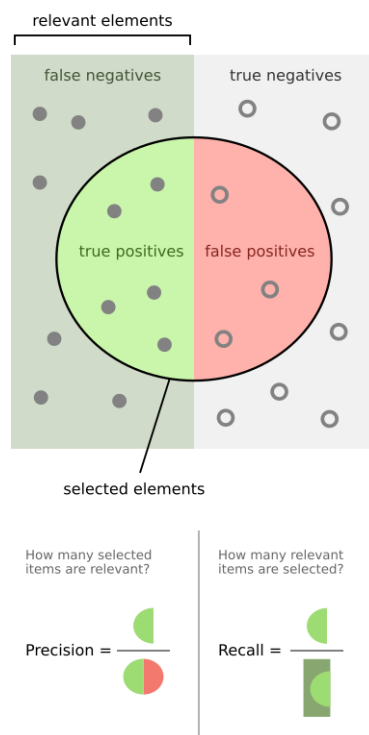 relevant elements
false negatives
true negatives
true positives
false positives
selected elements
How many selected
items are relevant?
How many relevant
items are selected?
Precision =
Recall =